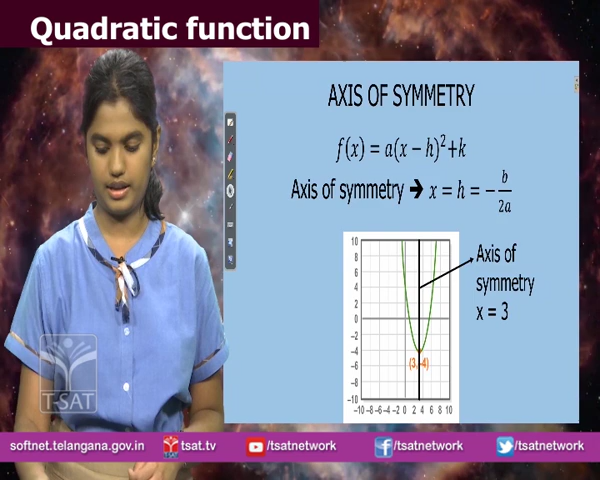 Quadratic function
AXIS OF SYMMETRY
f(x) = a(x − h)²+k
Axis of symmetry ➔ x = h = − b/2a
Axis of
symmetry
x = 3
10
8
6
4
2
0
−2
−4
−6
−8
−10
(3,−4)
−10 −8 −6 −4 −2 0 2 4 6 8 10
T-SAT
softnet.telangana.gov.in tsat.tv /tsatnetwork /tsatnetwork /tsatnetwork